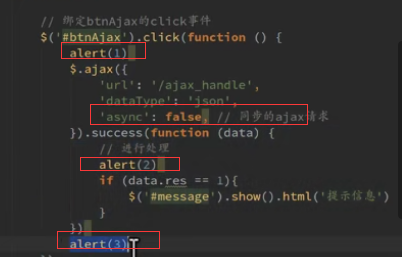 // 绑定btnAjax的click事件
$('#btnAjax').click(function () {
alert(1)
$.ajax({
'url': '/ajax_handle',
'dataType': 'json',
'async': false, // 同步的ajax请求
}).success(function (data) {
// 进行处理
alert(2)
if (data.res == 1){
$('#message').show().html('提示信息')
}
})
alert(3)